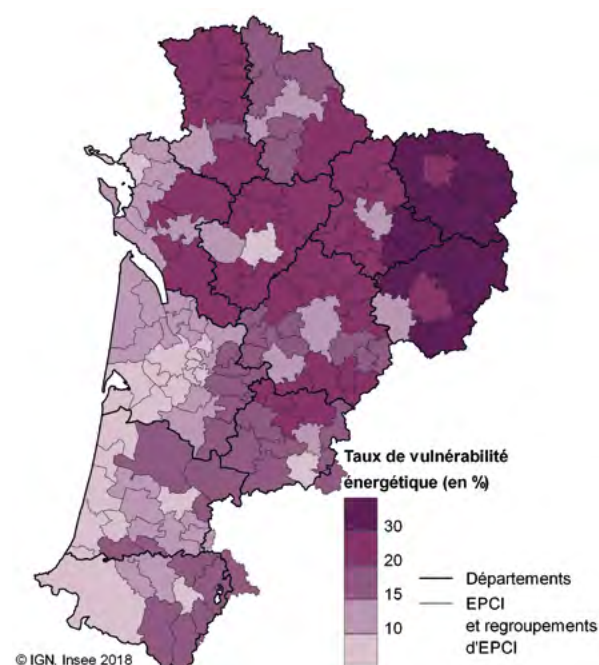 Taux de vulnérabilité
énergétique (en %)
30
20
15
10
Départements
EPCI
et regroupements
d'EPCI
© IGN, Insee 2018